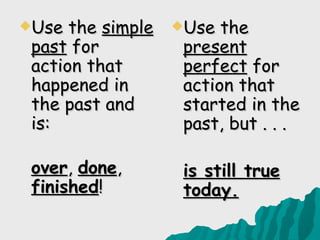 Use the simple
past for
action that
happened in
the past and
is:
over, done,
finished!
Use the
present
perfect for
action that
started in the
past, but . . .
is still true
today.